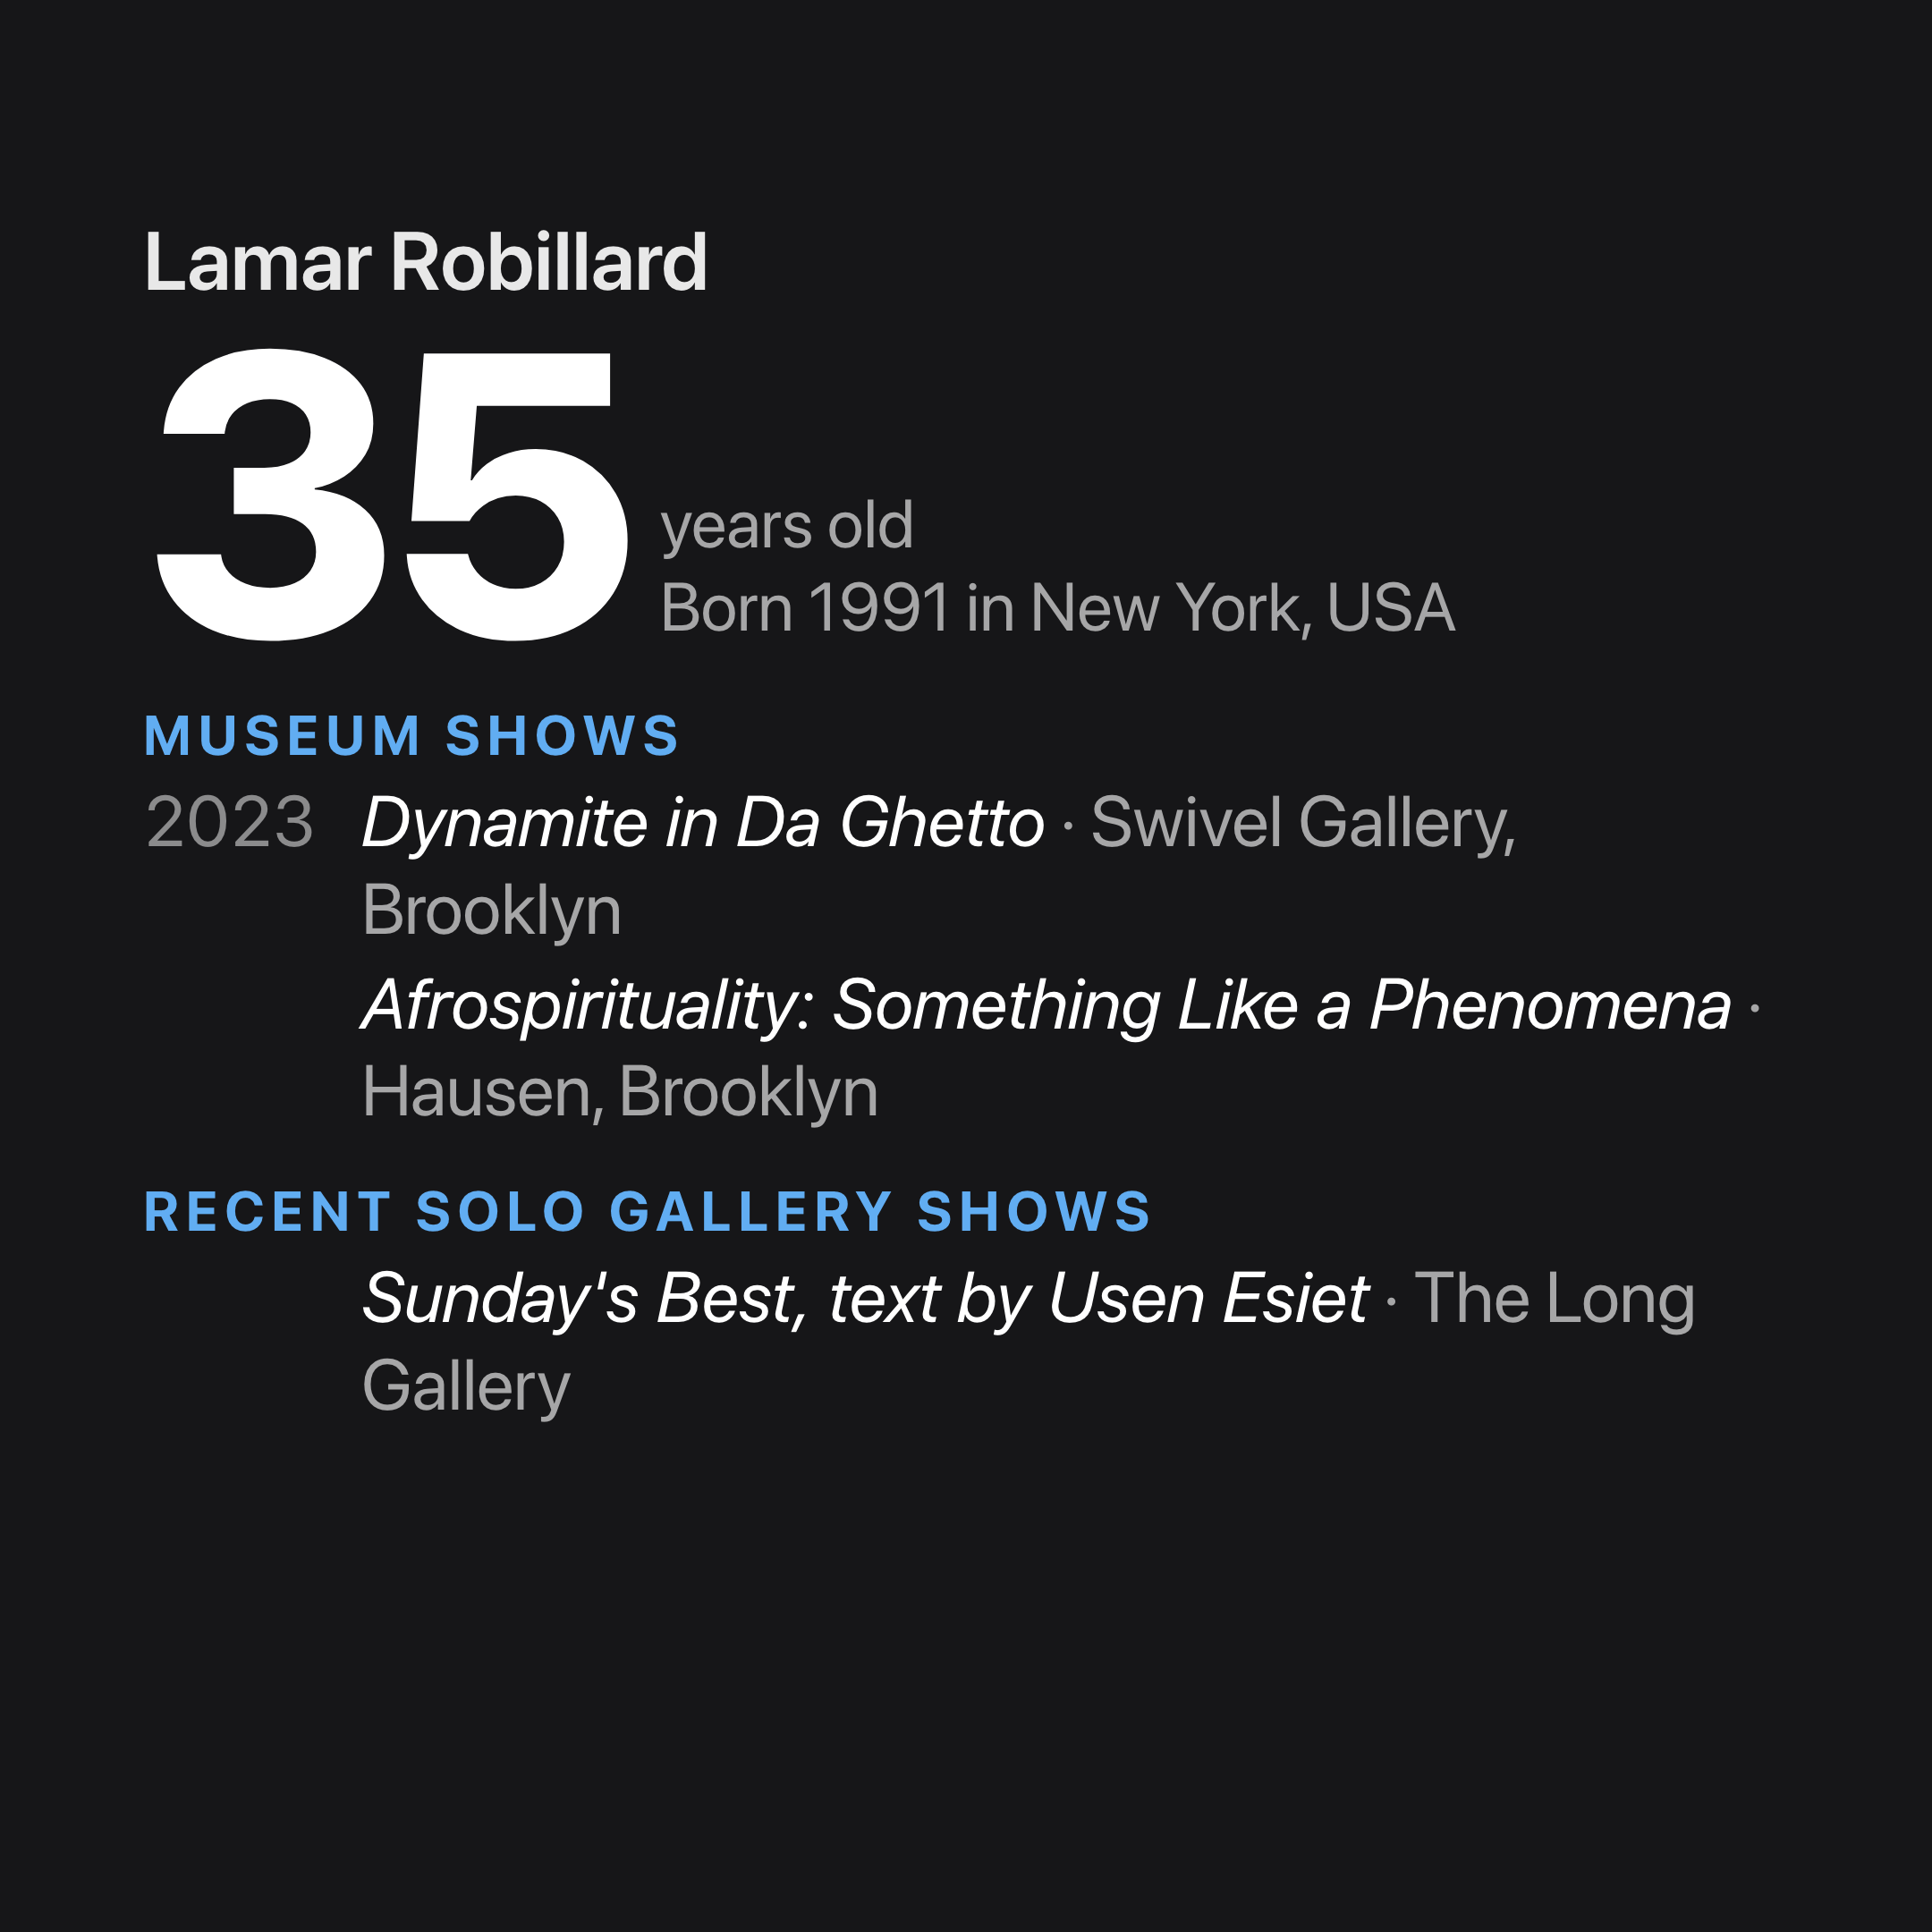 Lamar Robillard
35 years old
Born 1991 in New York, USA
MUSEUM SHOWS
2023 Dynamite in Da Ghetto · Swivel Gallery,
Brooklyn
Afrospirituality: Something Like a Phenomena ·
Hausen, Brooklyn
RECENT SOLO GALLERY SHOWS
Sunday's Best, text by Usen Esiet · The Long
Gallery